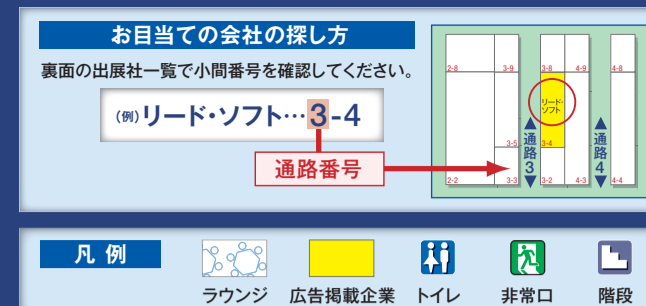 お目当ての会社の探し方
裏面の出展社一覧で小間番号を確認してください。
(例)リード・ソフト…3-4
通路番号
2-8
3-9
3-8
4-9
4-8
リード・
ソフト
3-5
3-4
通路3
通路4
2-2
3-3
3-2
4-3
4-4
凡 例
ラウンジ
広告掲載企業
トイレ
非常口
階段